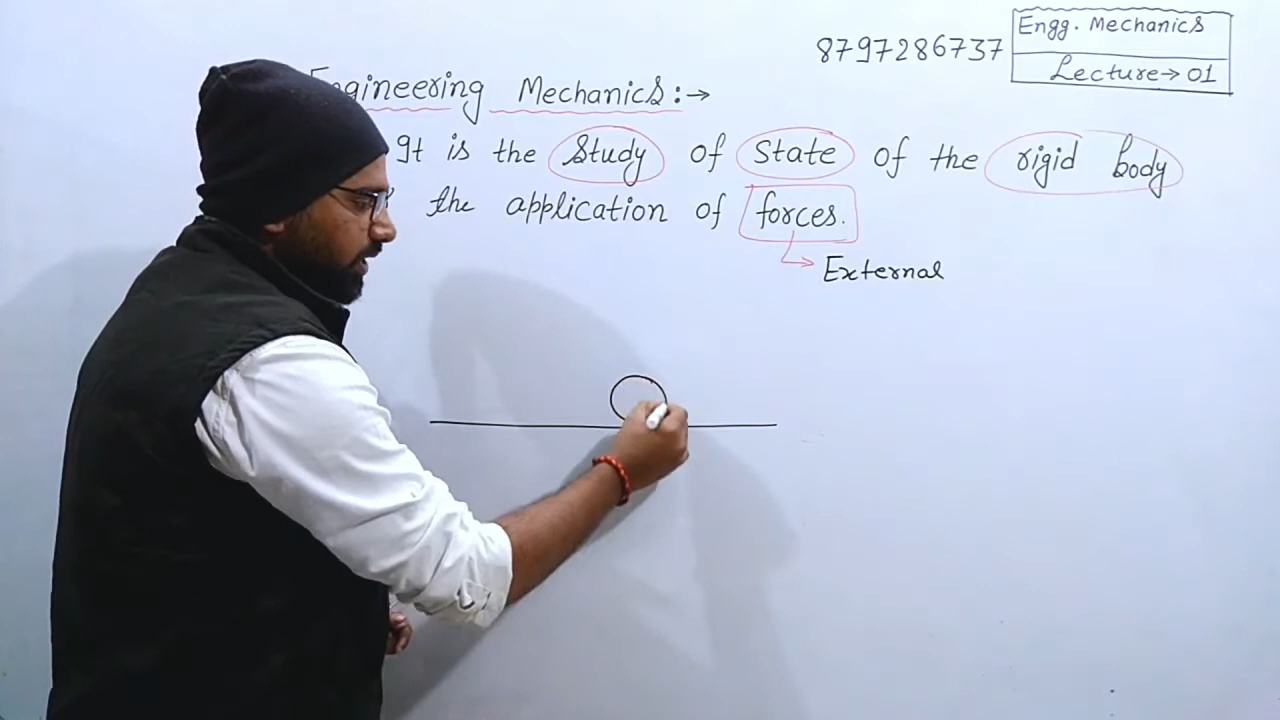 8797286737
Engg. Mechanics
Lecture→01
Engineering Mechanics:→
It is the Study of State of the rigid body
the application of forces.
External